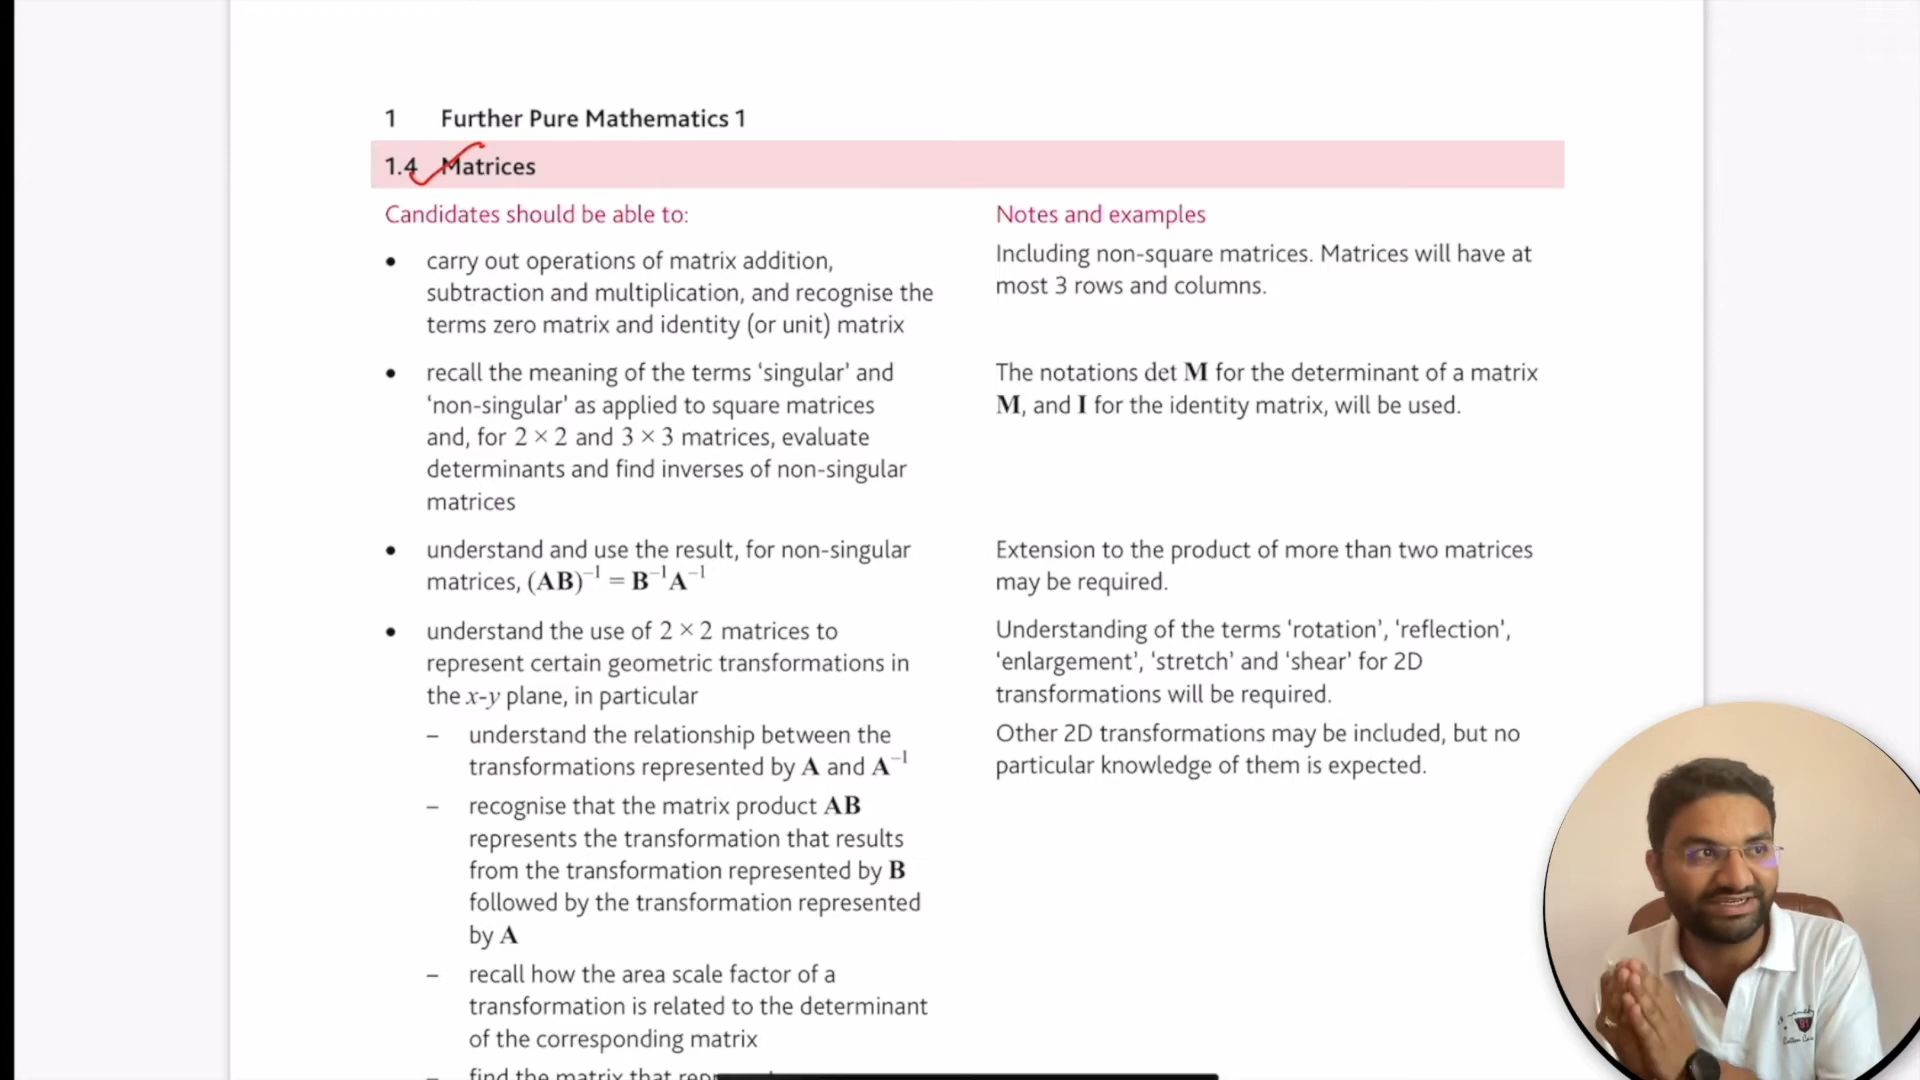 1 Further Pure Mathematics 1
1.4 Matrices
Candidates should be able to:
Notes and examples
• carry out operations of matrix addition,
subtraction and multiplication, and recognise the
terms zero matrix and identity (or unit) matrix
Including non-square matrices. Matrices will have at
most 3 rows and columns.
• recall the meaning of the terms ‘singular’ and
‘non-singular’ as applied to square matrices
and, for 2 × 2 and 3 × 3 matrices, evaluate
determinants and find inverses of non-singular
matrices
The notations det M for the determinant of a matrix
M, and I for the identity matrix, will be used.
• understand and use the result, for non-singular
matrices, (AB)⁻¹ = B⁻¹A⁻¹
Extension to the product of more than two matrices
may be required.
• understand the use of 2 × 2 matrices to
represent certain geometric transformations in
the x-y plane, in particular
Understanding of the terms ‘rotation’, ‘reflection’,
‘enlargement’, ‘stretch’ and ‘shear’ for 2D
transformations will be required.
– understand the relationship between the
transformations represented by A and A⁻¹
Other 2D transformations may be included, but no
particular knowledge of them is expected.
– recognise that the matrix product AB
represents the transformation that results
from the transformation represented by B
followed by the transformation represented
by A
– recall how the area scale factor of a
transformation is related to the determinant
of the corresponding matrix
– find the matrix that